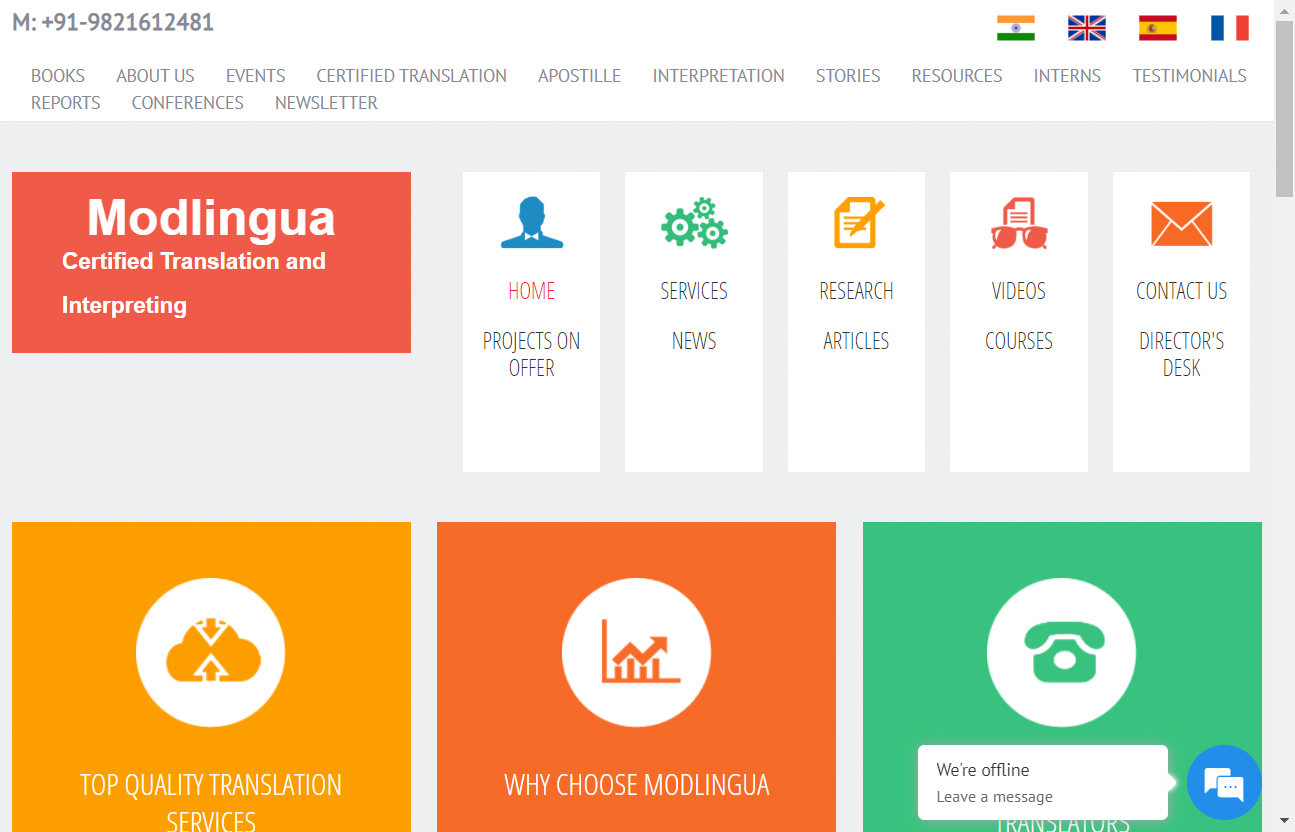 M: +91-9821612481
BOOKS ABOUT US EVENTS CERTIFIED TRANSLATION APOSTILLE INTERPRETATION STORIES RESOURCES INTERNS TESTIMONIALS
REPORTS CONFERENCES NEWSLETTER
Modlingua
Certified Translation and
Interpreting
HOME
PROJECTS ON
OFFER
SERVICES
NEWS
RESEARCH
ARTICLES
VIDEOS
COURSES
CONTACT US
DIRECTOR'S
DESK
TOP QUALITY TRANSLATION
SERVICES
WHY CHOOSE MODLINGUA
We're offline
Leave a message
TRANSLATORS